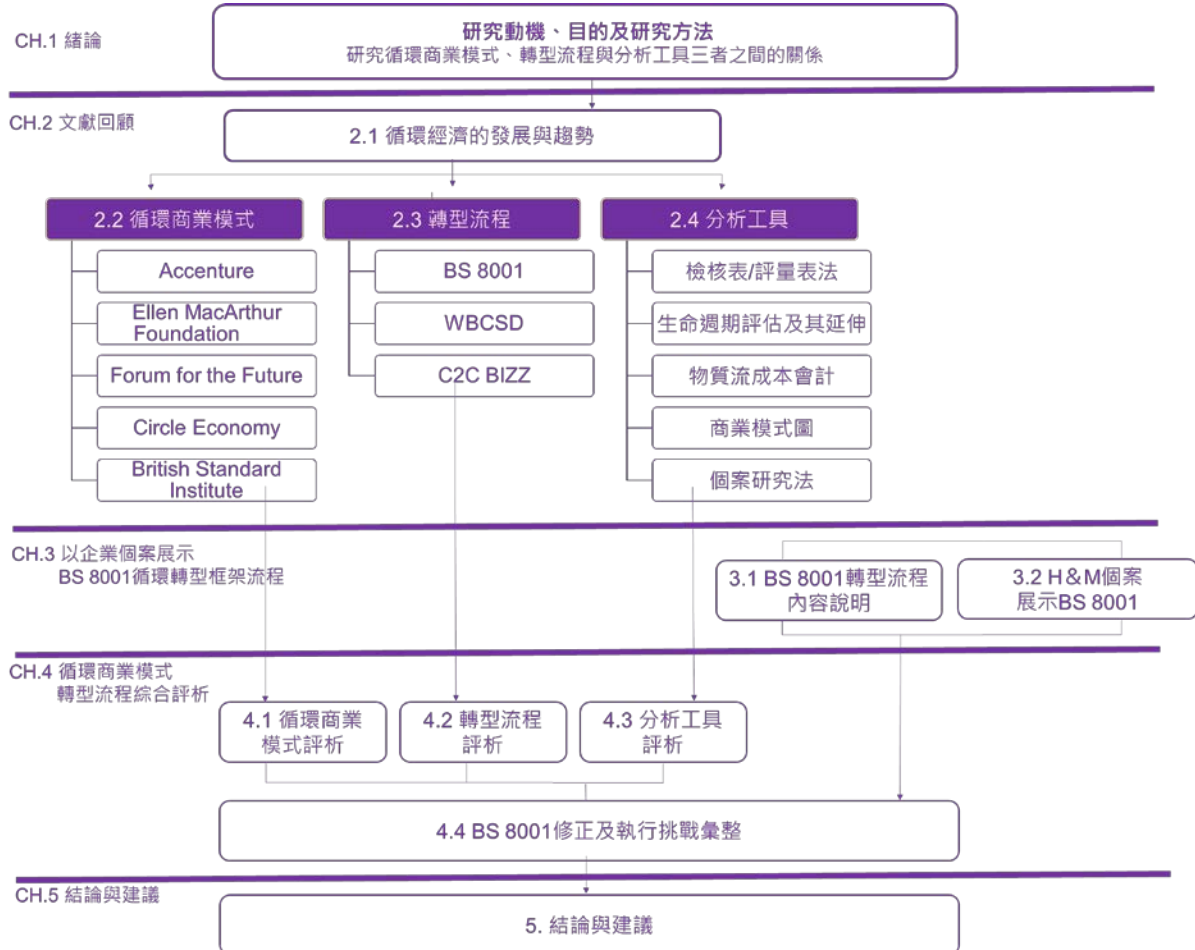 CH.1 緒論
研究動機、目的及研究方法
研究循環商業模式、轉型流程與分析工具三者之間的關係
CH.2 文獻回顧
2.1 循環經濟的發展與趨勢
2.2 循環商業模式
Accenture
Ellen MacArthur
Foundation
Forum for the Future
Circle Economy
British Standard
Institute
2.3 轉型流程
BS 8001
WBCSD
C2C BIZZ
2.4 分析工具
檢核表/評量表法
生命週期評估及其延伸
物質流成本會計
商業模式圖
個案研究法
CH.3 以企業個案展示
BS 8001循環轉型框架流程
3.1 BS 8001轉型流程
內容說明
3.2 H&M個案
展示BS 8001
CH.4 循環商業模式
轉型流程綜合評析
4.1 循環商業
模式評析
4.2 轉型流程
評析
4.3 分析工具
評析
4.4 BS 8001修正及執行挑戰彙整
CH.5 結論與建議
5. 結論與建議